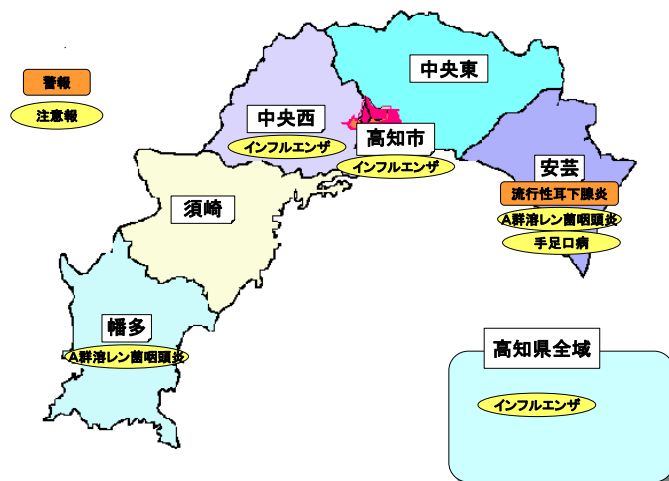 警報
注意報
中央東
中央西
インフルエンザ
高知市
インフルエンザ
安芸
流行性耳下腺炎
A群溶レン菌咽頭炎
手足口病
須崎
幡多
A群溶レン菌咽頭炎
高知県全域
インフルエンザ